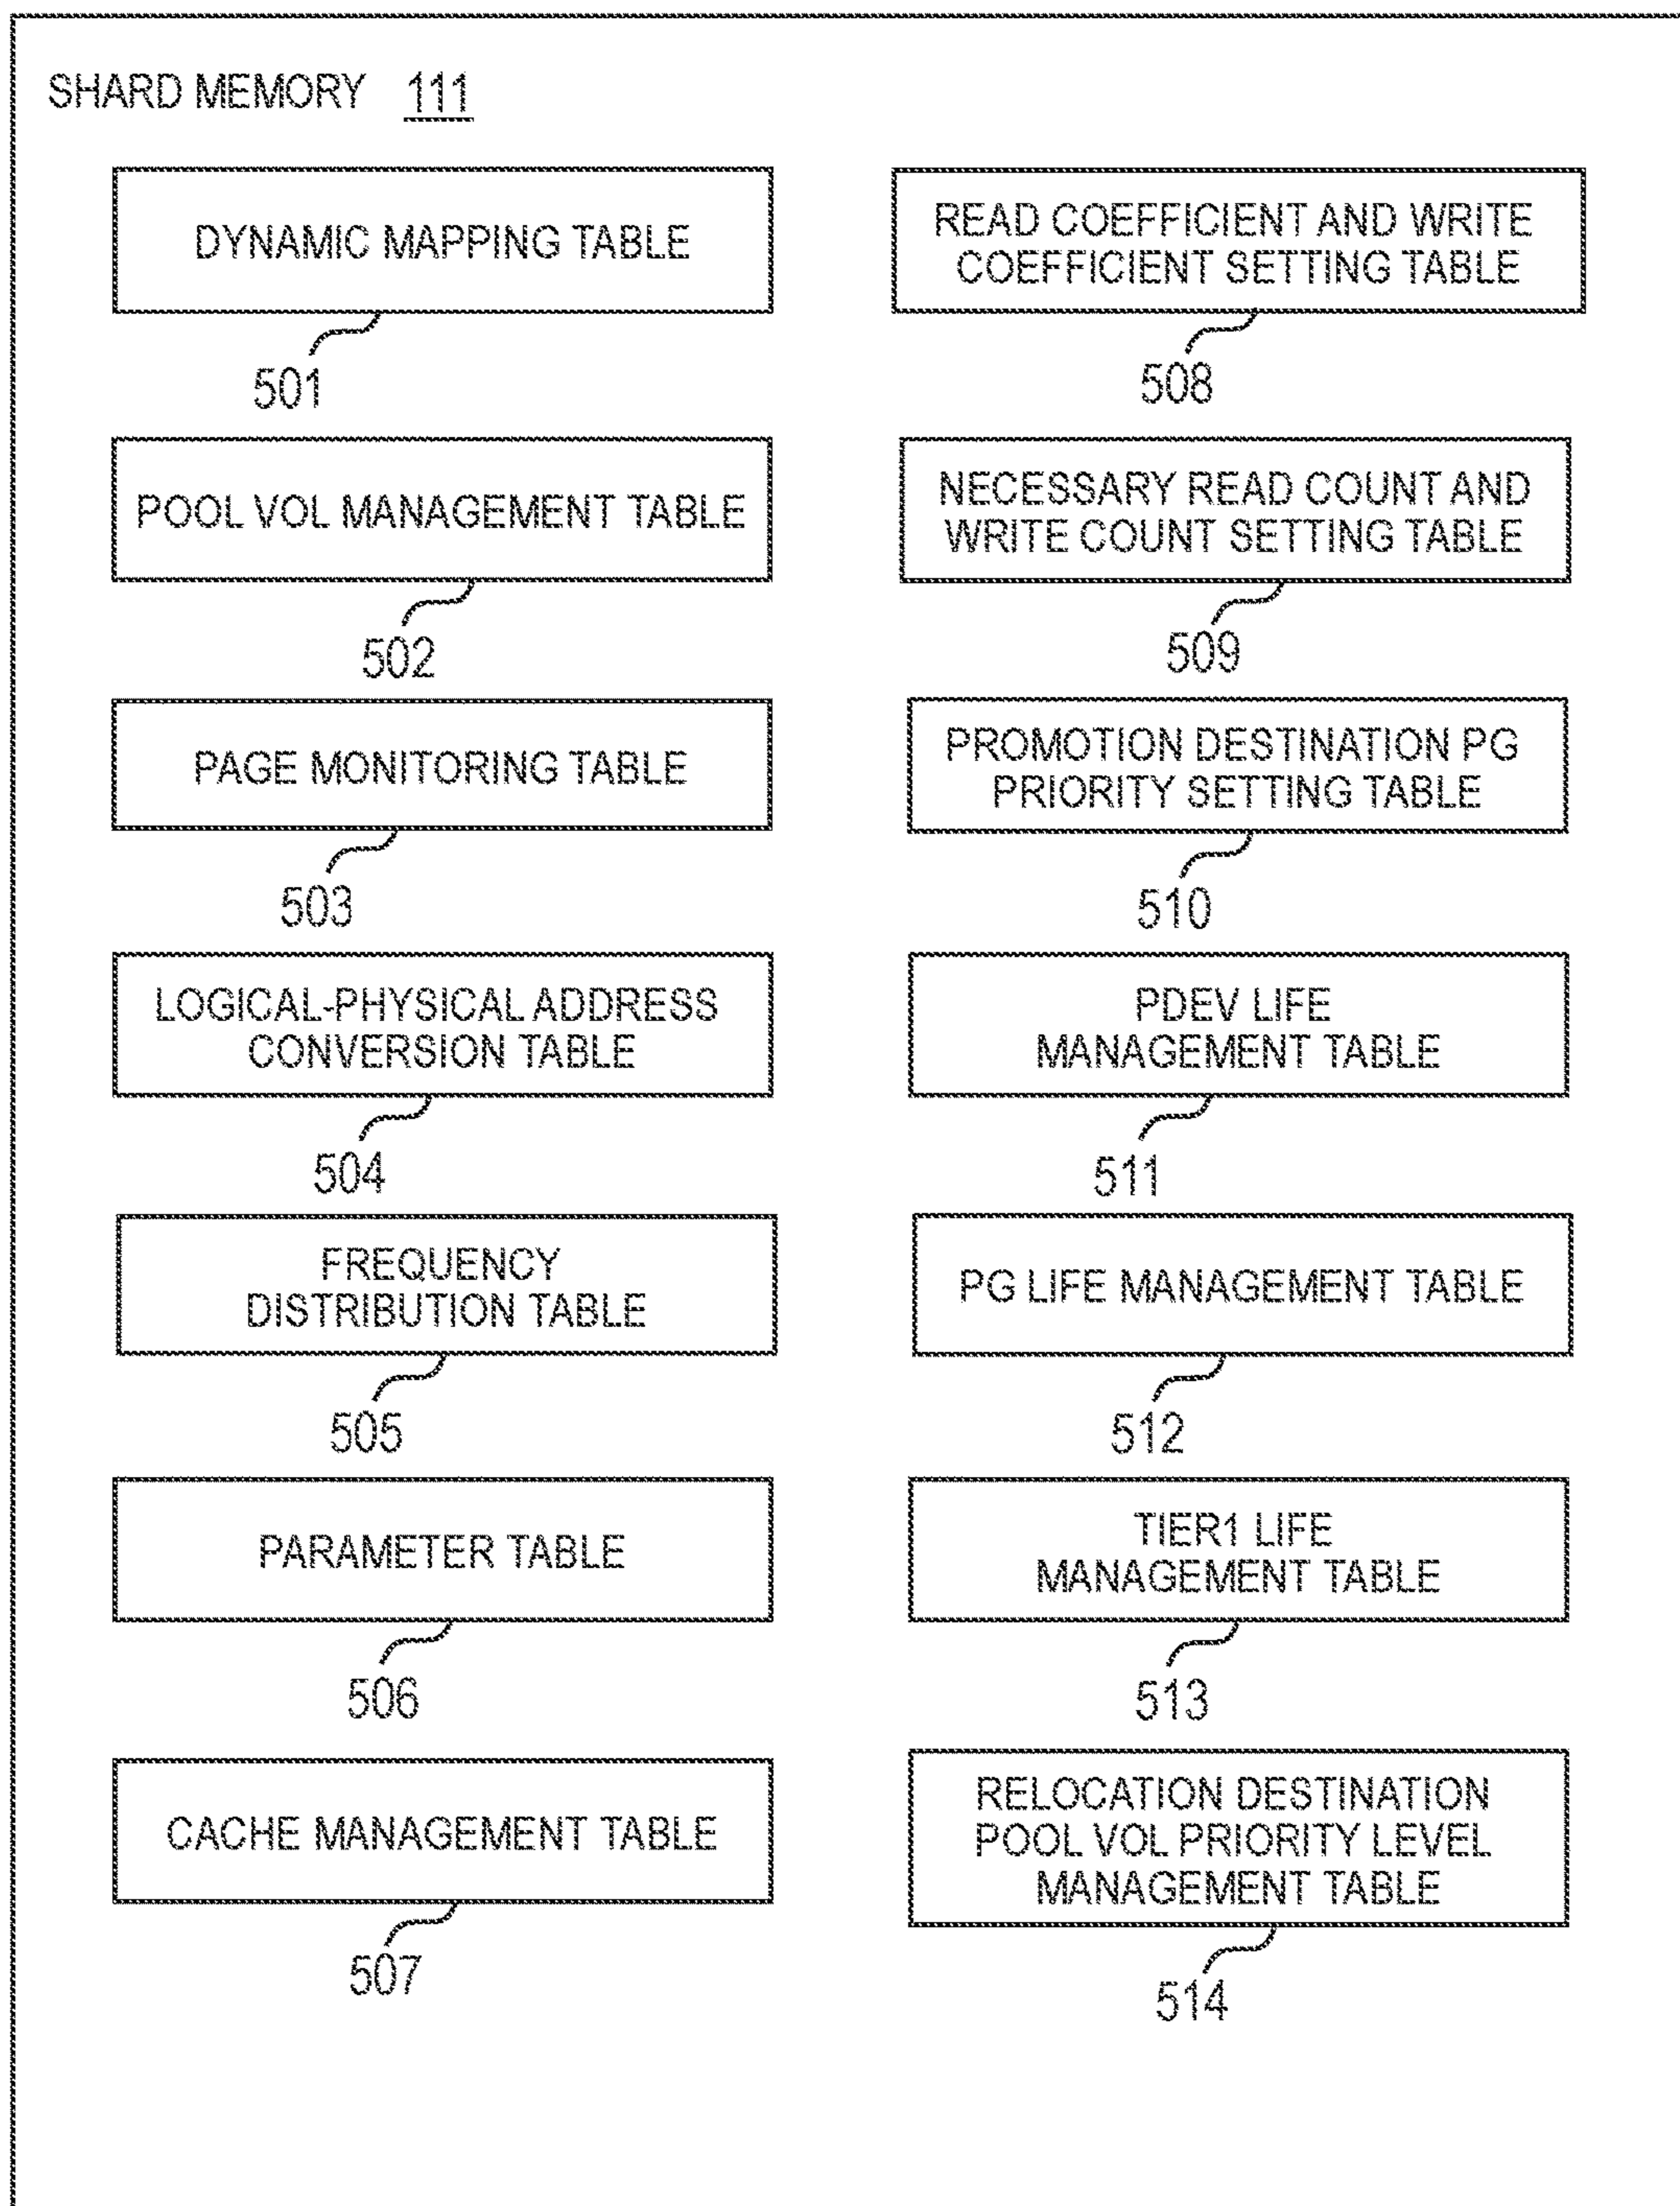 SHARD MEMORY 111
DYNAMIC MAPPING TABLE
501
POOL VOL MANAGEMENT TABLE
502
PAGE MONITORING TABLE
503
LOGICAL-PHYSICAL ADDRESS
CONVERSION TABLE
504
FREQUENCY
DISTRIBUTION TABLE
505
PARAMETER TABLE
506
CACHE MANAGEMENT TABLE
507
READ COEFFICIENT AND WRITE
COEFFICIENT SETTING TABLE
508
NECESSARY READ COUNT AND
WRITE COUNT SETTING TABLE
509
PROMOTION DESTINATION PG
PRIORITY SETTING TABLE
510
PDEV LIFE
MANAGEMENT TABLE
511
PG LIFE MANAGEMENT TABLE
512
TIER1 LIFE
MANAGEMENT TABLE
513
RELOCATION DESTINATION
POOL VOL PRIORITY LEVEL
MANAGEMENT TABLE
514